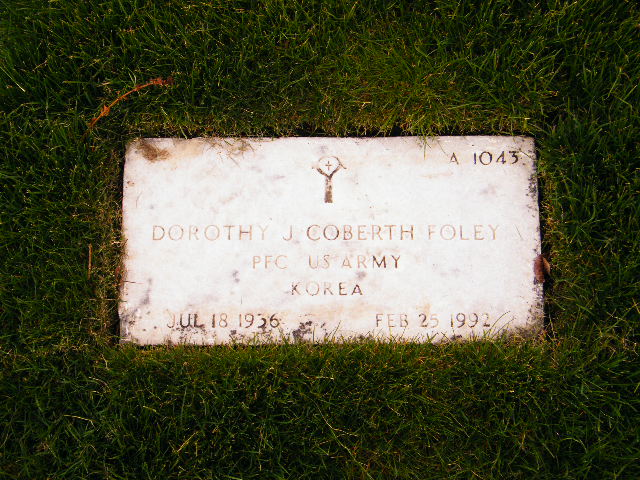 A 1043
DOROTHY J COBERTH FOLEY
PFC US ARMY
KOREA
JUL 18 1936 FEB 25 1992